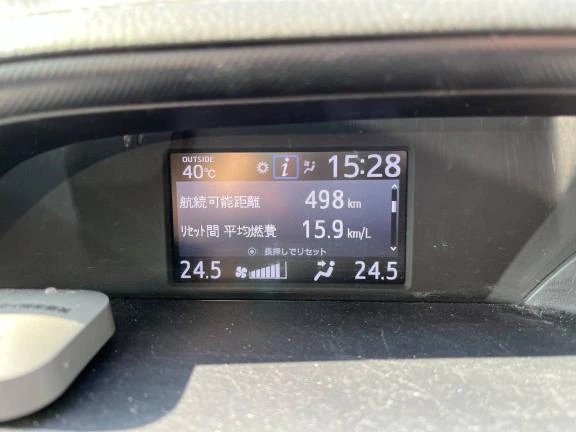 OUTSIDE
40℃ i 15:28
航続可能距離 498 km
リセット間 平均燃費 15.9 km/L
長押しでリセット
24.5 24.5